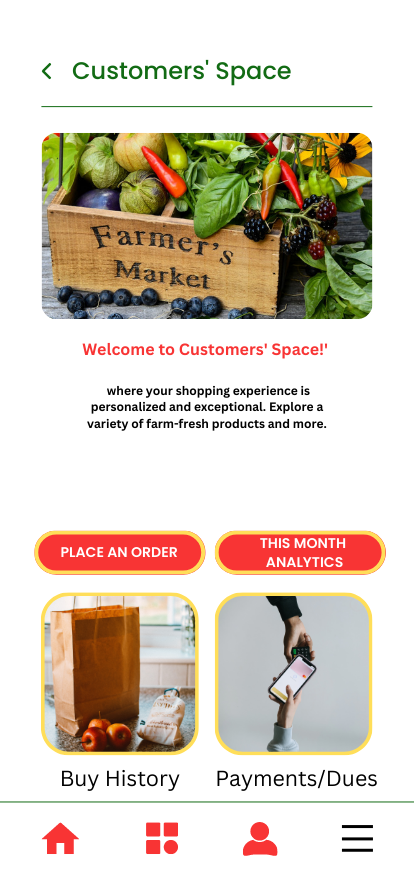 Customers' Space
Farmer's
Market
Welcome to Customers' Space!'
where your shopping experience is
personalized and exceptional. Explore a
variety of farm-fresh products and more.
PLACE AN ORDER
THIS MONTH
ANALYTICS
Buy History
Payments/Dues